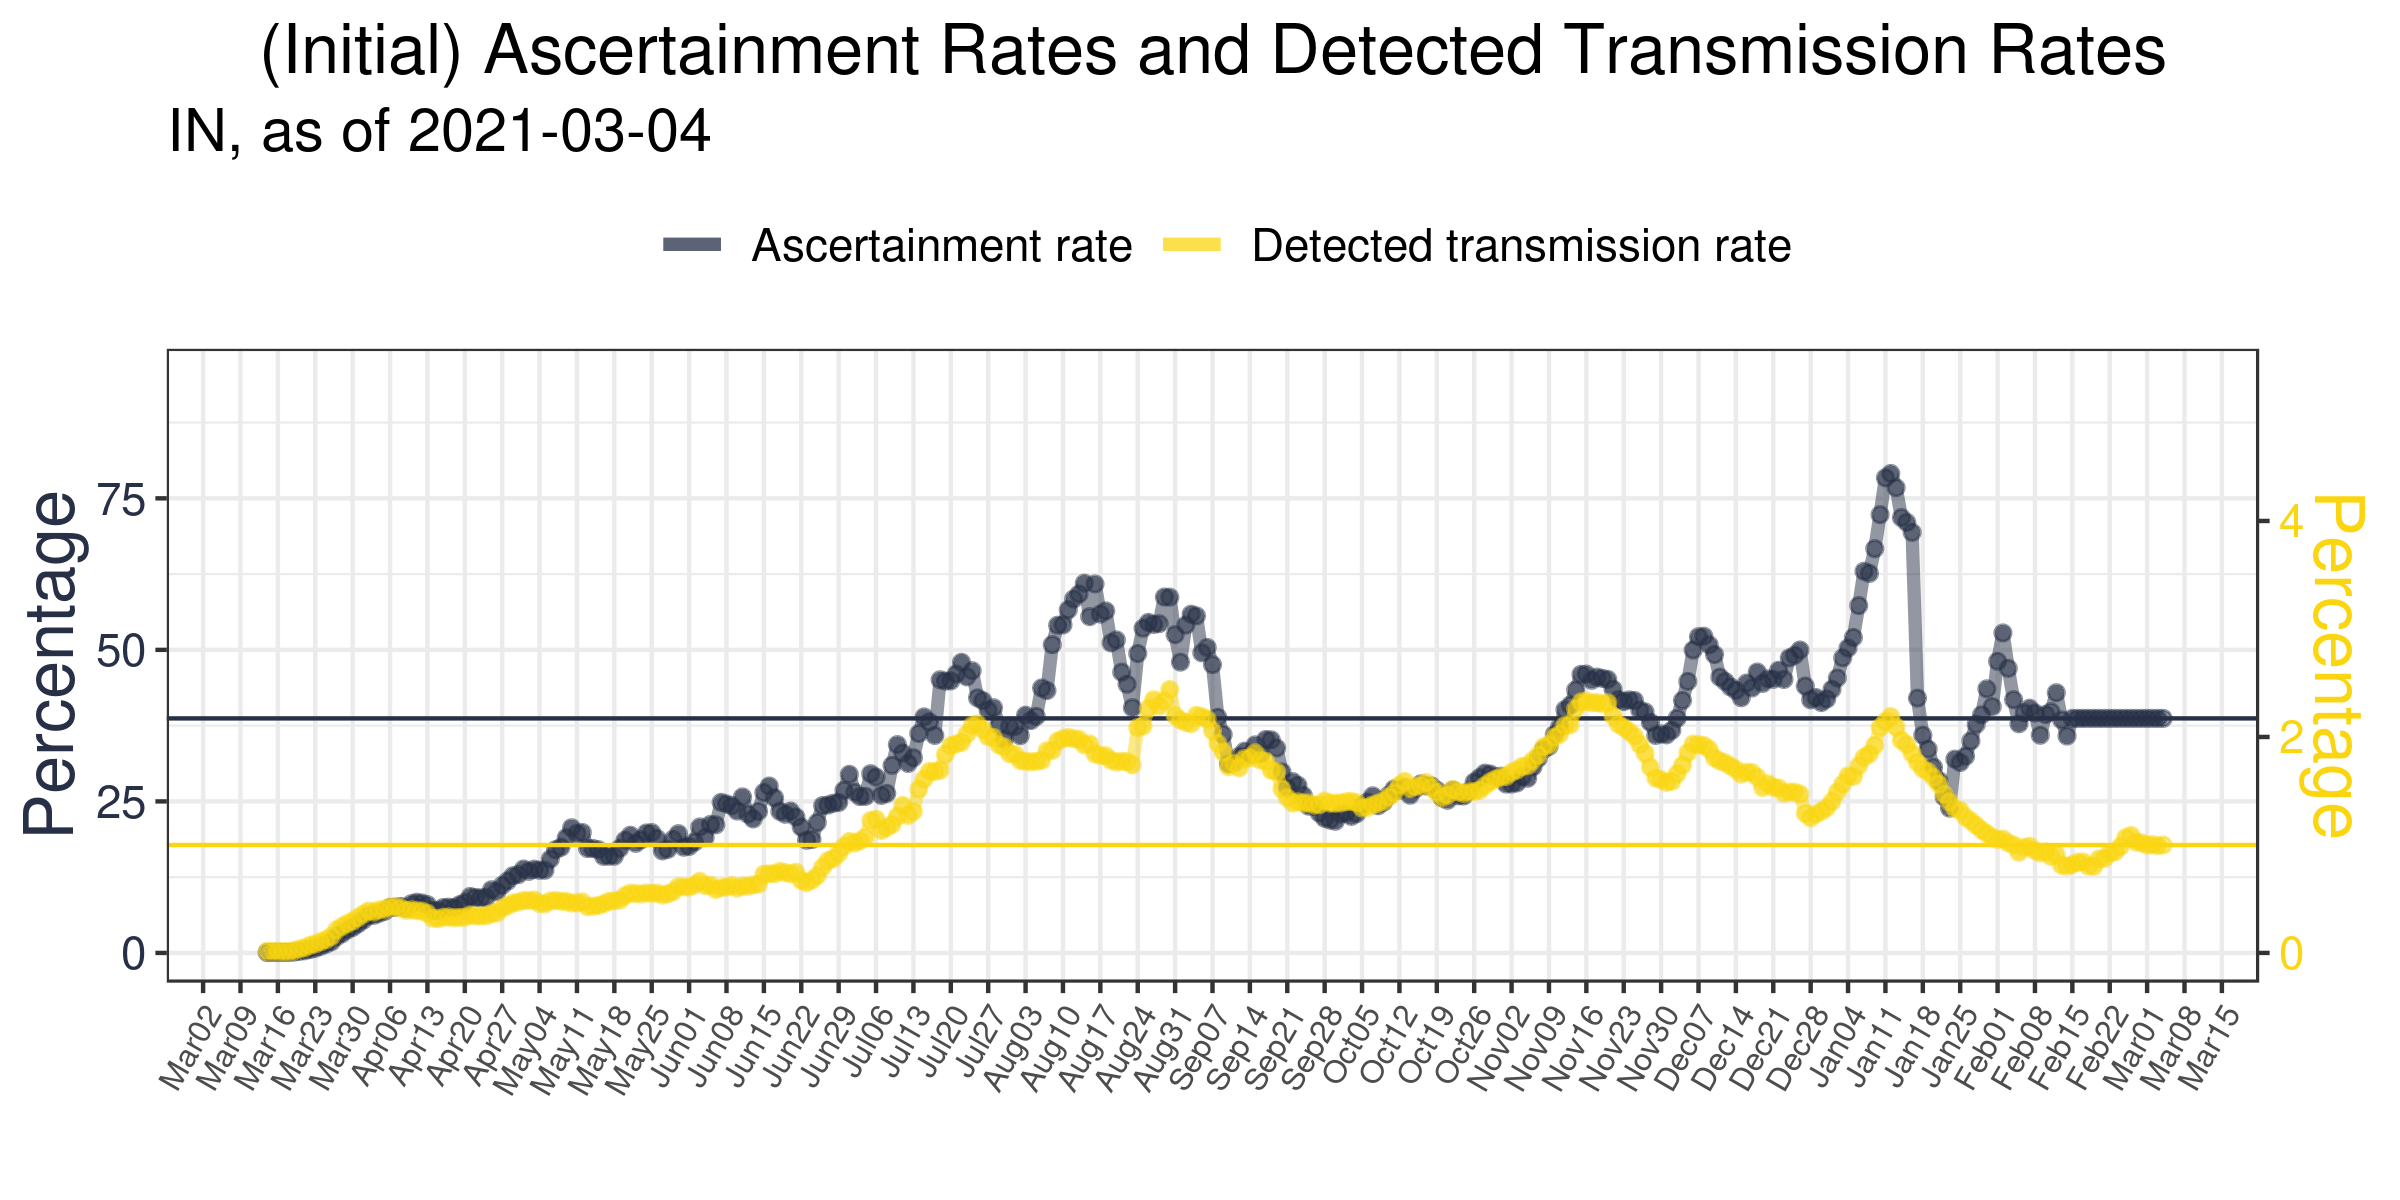 (Initial) Ascertainment Rates and Detected Transmission Rates
IN, as of 2021-03-04
Ascertainment rate
Detected transmission rate
Percentage
75
50
25
0
4
2
0
Percentage
Mar02
Mar09
Mar16
Mar23
Mar30
Apr06
Apr13
Apr20
Apr27
May04
May11
May18
May25
Jun01
Jun08
Jun15
Jun22
Jun29
Jul06
Jul13
Jul20
Jul27
Aug03
Aug10
Aug17
Aug24
Aug31
Sep07
Sep14
Sep21
Sep28
Oct05
Oct12
Oct19
Oct26
Nov02
Nov09
Nov16
Nov23
Nov30
Dec07
Dec14
Dec21
Dec28
Jan04
Jan11
Jan18
Jan25
Feb01
Feb08
Feb15
Feb22
Mar01
Mar08
Mar15